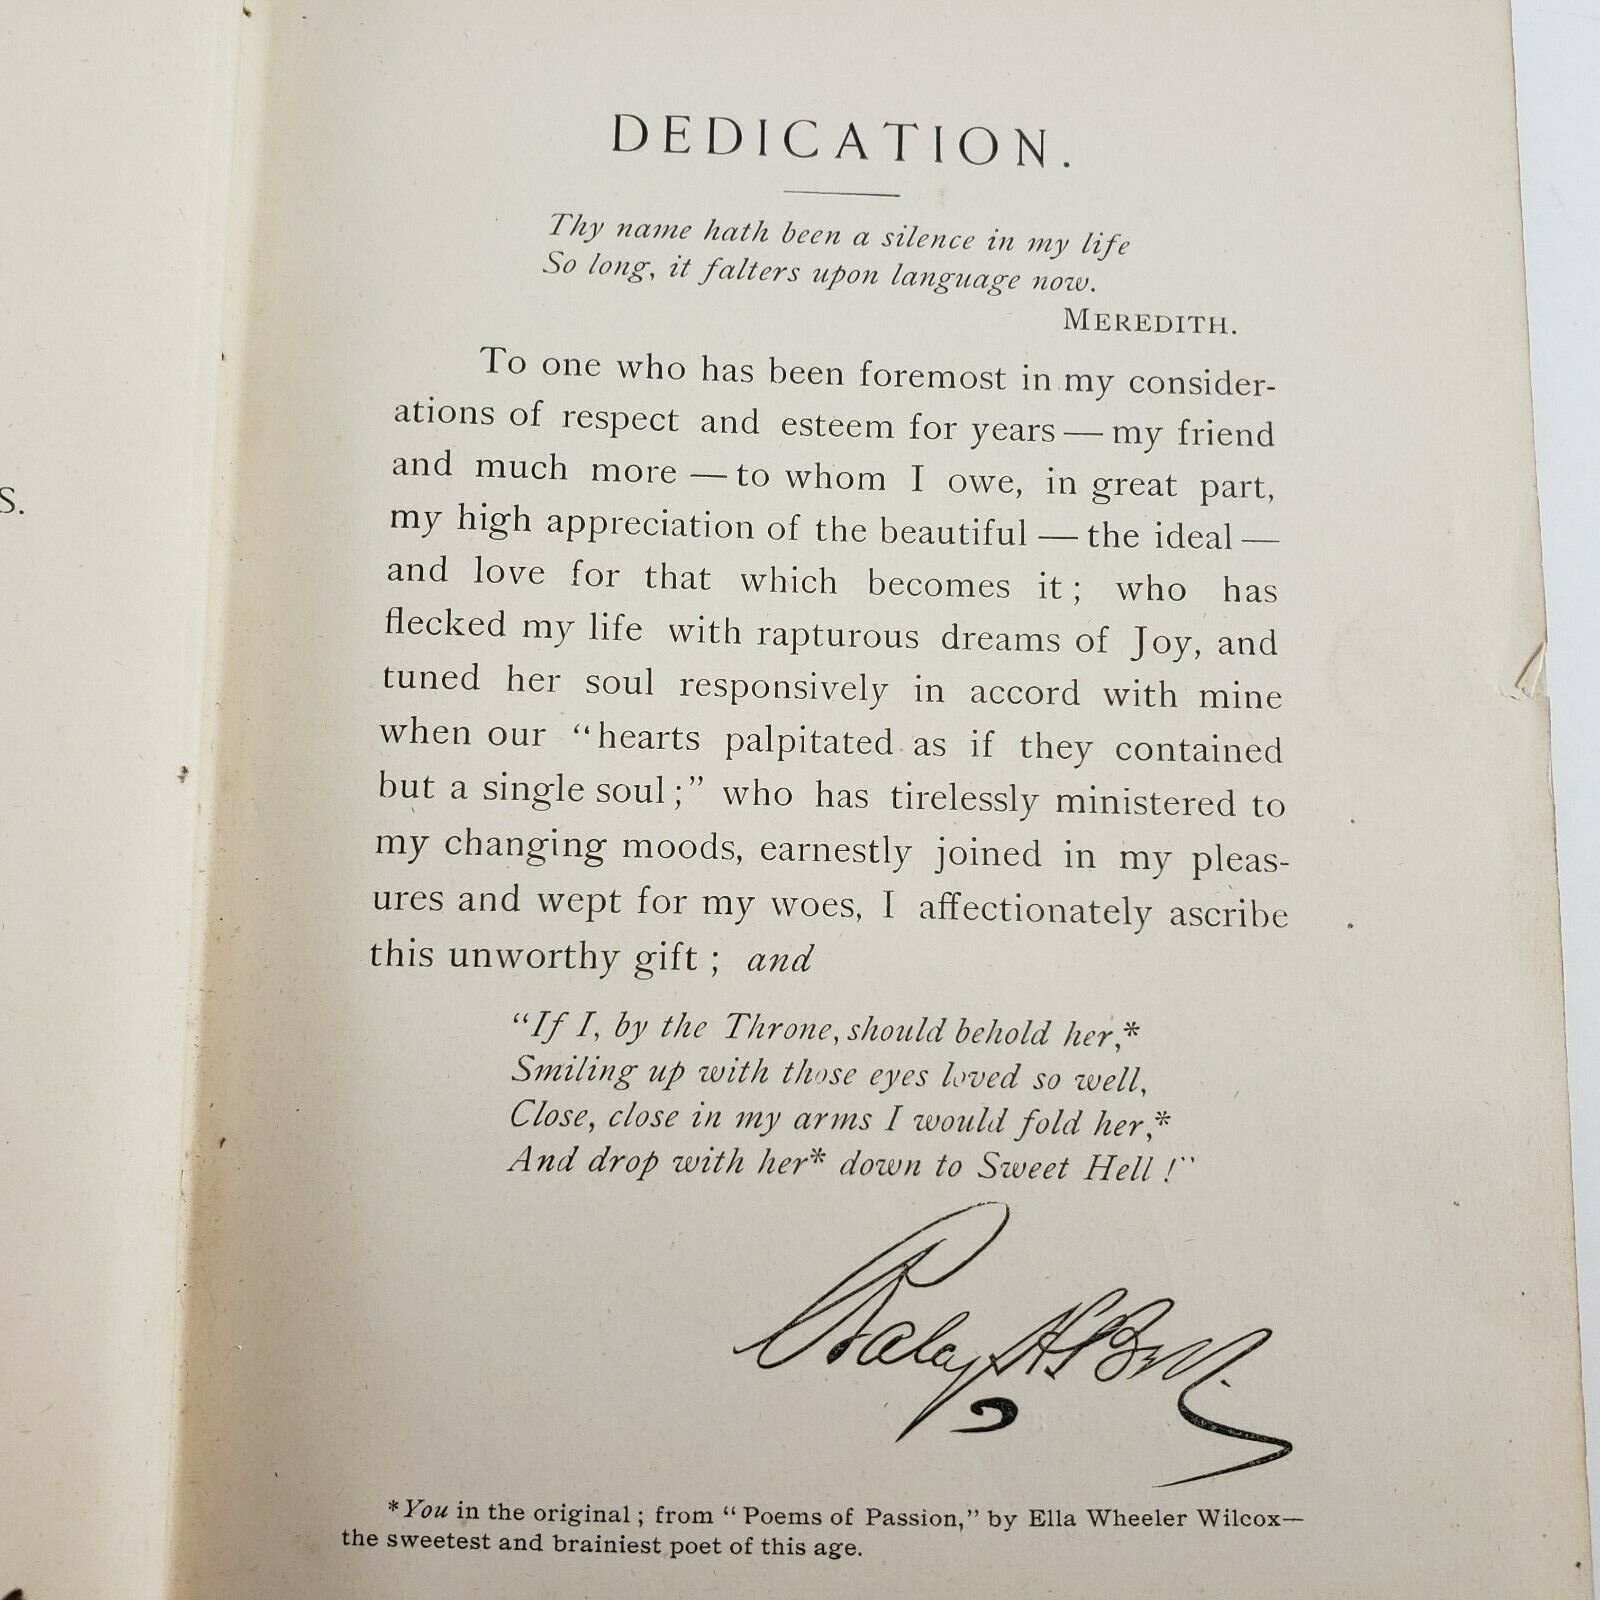 S.
DEDICATION.
Thy name hath been a silence in my life
So long, it falters upon language now.
MEREDITH.
To one who has been foremost in my consider-
ations of respect and esteem for years — my friend
and much more — to whom I owe, in great part,
my high appreciation of the beautiful — the ideal —
and love for that which becomes it; who has
flecked my life with rapturous dreams of Joy, and
tuned her soul responsively in accord with mine
when our “hearts palpitated as if they contained
but a single soul;” who has tirelessly ministered to
my changing moods, earnestly joined in my pleas-
ures and wept for my woes, I affectionately ascribe
this unworthy gift; and
“If I, by the Throne, should behold her,*
Smiling up with those eyes loved so well,
Close, close in my arms I would fold her,*
And drop with her* down to Sweet Hell!”
*You in the original; from “Poems of Passion,” by Ella Wheeler Wilcox—
the sweetest and brainiest poet of this age.